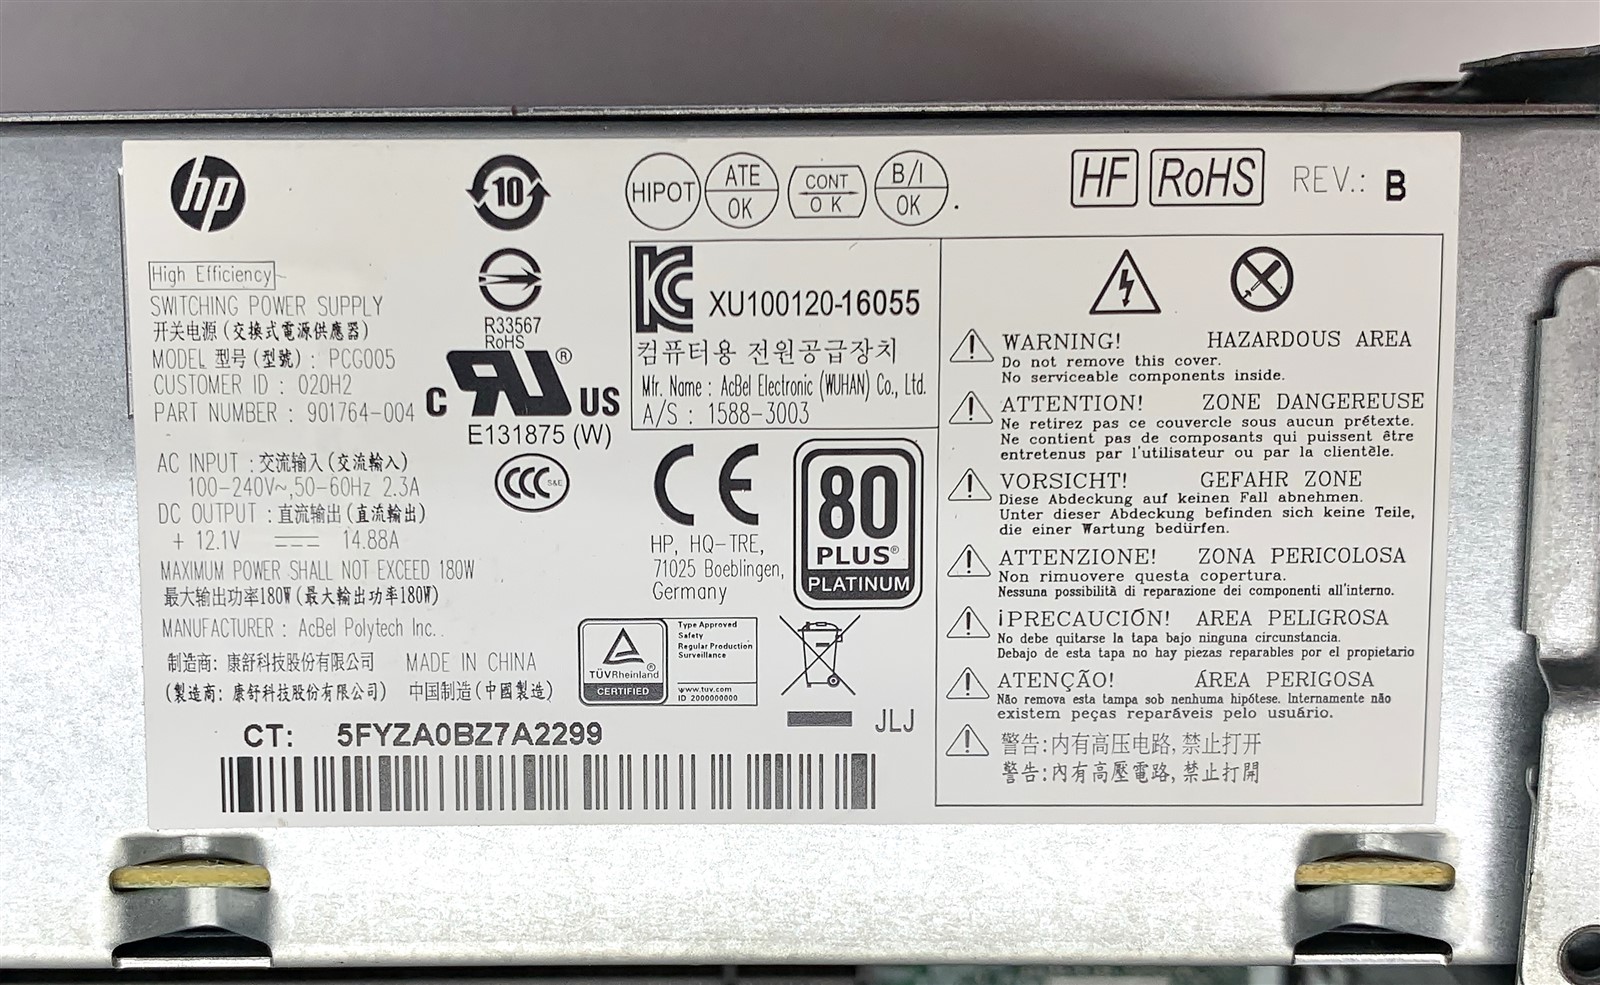 hp
High Efficiency
SWITCHING POWER SUPPLY
开关电源(交換式電源供應器)
MODEL 型号(型號): PCG005
CUSTOMER ID : 020H2
PART NUMBER : 901764-004
AC INPUT : 交流输入(交流輸入)
100-240V~,50-60Hz 2.3A
DC OUTPUT : 直流输出(直流輸出)
+ 12.1V 14.88A
MAXIMUM POWER SHALL NOT EXCEED 180W
最大输出功率180W(最大輸出功率180W)
MANUFACTURER : AcBel Polytech Inc..
制造商: 康舒科技股份有限公司 MADE IN CHINA
(製造商: 康舒科技股份有限公司) 中国制造(中國製造)
CT: 5FYZA0BZ7A2299
10
R33567
RoHS
C RU ® US
E131875 (W)
CCC S&E
HIPOT
ATE
OK
CONT
OK
B/I
OK
HF RoHS REV.: B
KC XU100120-16055
컴퓨터용 전원공급장치
Mfr. Name : AcBel Electronic (WUHAN) Co., Ltd.
A/S : 1588-3003
CE
HP, HQ-TRE,
71025 Boeblingen,
Germany
80
PLUS®
PLATINUM
TÜVRheinland®
CERTIFIED
Type Approved
Safety
Regular Production
Surveillance
www.tuv.com
ID 2000000000
JLJ
WARNING! HAZARDOUS AREA
Do not remove this cover.
No serviceable components inside.
ATTENTION! ZONE DANGEREUSE
Ne retirez pas ce couvercle sous aucun prétexte.
Ne contient pas de composants qui puissent être
entretenus par l'utilisateur ou par la clientèle.
VORSICHT! GEFAHR ZONE
Diese Abdeckung auf keinen Fall abnehmen.
Unter dieser Abdeckung befinden sich keine Teile,
die einer Wartung bedürfen.
ATTENZIONE! ZONA PERICOLOSA
Non rimuovere questa copertura.
Nessuna possibilità di reparazione dei componenti all'interno.
¡PRECAUCIÓN! AREA PELIGROSA
No debe quitarse la tapa bajo ninguna circunstancia.
Debajo de esta tapa no hay piezas reparables por el propietario
ATENÇÃO! ÁREA PERIGOSA
Não remova esta tampa sob nenhuma hipótese. Internamente não
existem peças reparáveis pelo usuário.
警告:内有高压电路,禁止打开
警告:內有高壓電路,禁止打開